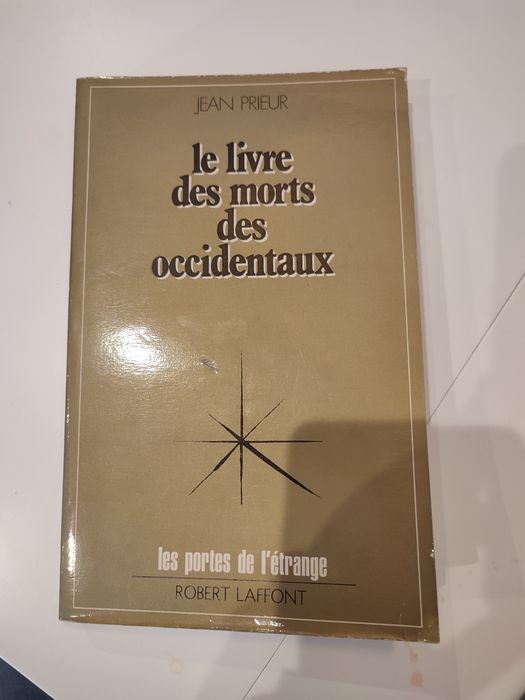 JEAN PRIEUR
le livre
des morts
des
occidentaux
les portes de l'étrange
ROBERT LAFFONT